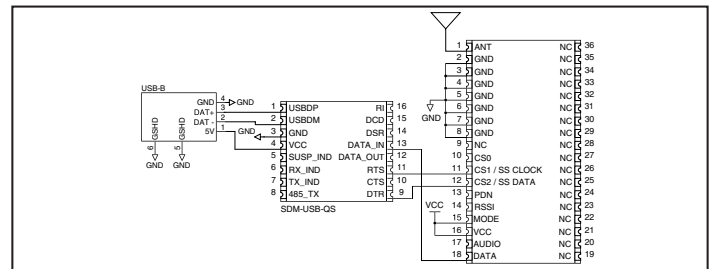 USB-B
GND 4 GND
DAT+ 3
DAT - 2
5V 1
GSHD GSHD
6 5
GND GND
1 USBDP RI 16
2 USBDM DCD 15
GND 3 GND DSR 14
4 VCC DATA_IN 13
5 SUSP_IND DATA_OUT 12
6 RX_IND RTS 11
7 TX_IND CTS 10
8 485_TX DTR 9
SDM-USB-QS
1 ANT NC 36
2 GND NC 35
3 GND NC 34
4 GND NC 33
5 GND NC 32
6 GND NC 31
GND
7 GND NC 30
8 GND NC 29
9 NC NC 28
10 CS0 NC 27
11 CS1 / SS CLOCK NC 26
12 CS2 / SS DATA NC 25
13 PDN NC 24
VCC
14 RSSI NC 23
15 MODE NC 22
16 VCC NC 21
17 AUDIO NC 20
18 DATA NC 19